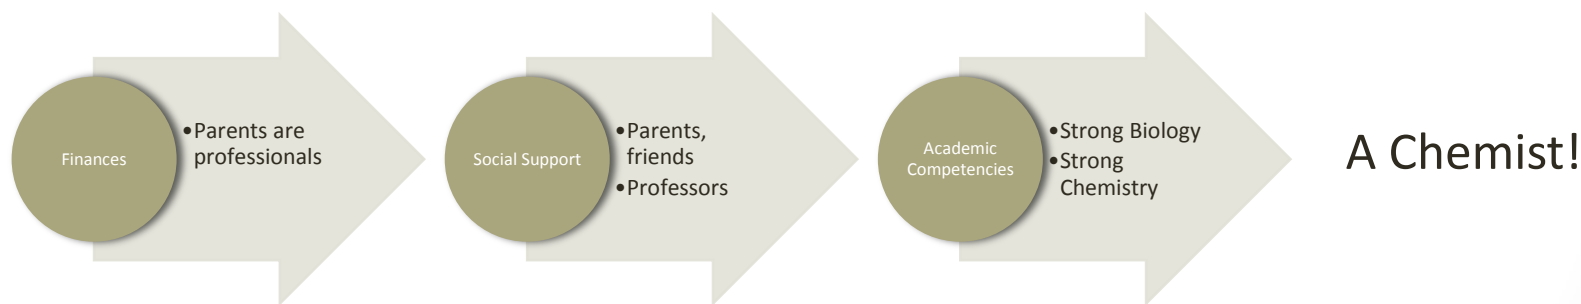 Finances
•Parents are
professionals
Social Support
•Parents,
friends
•Professors
Academic
Competencies
•Strong Biology
•Strong
Chemistry
A Chemist!